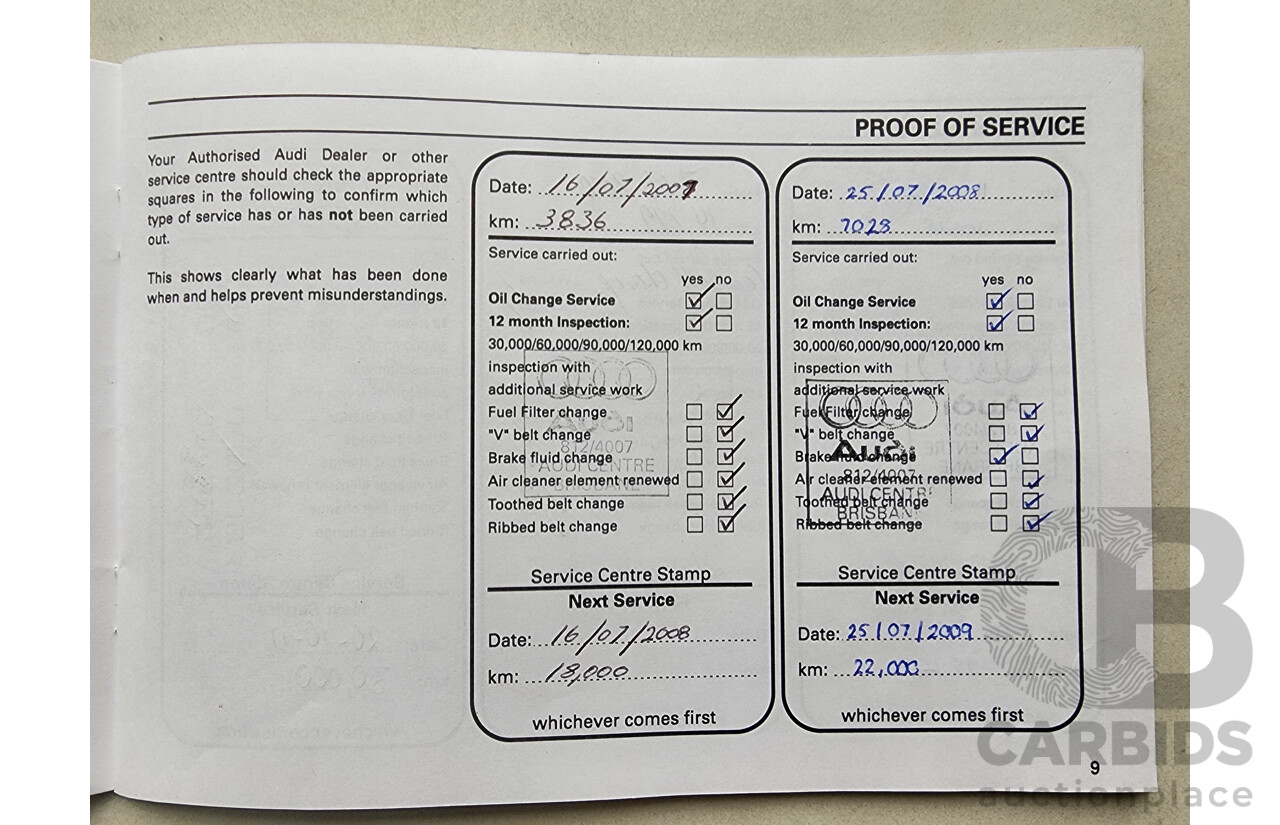 PROOF OF SERVICE
Your Authorised Audi Dealer or other
service centre should check the appropriate
squares in the following to confirm which
type of service has or has not been carried
out.
This shows clearly what has been done
when and helps prevent misunderstandings.
Date: 16/07/2007
km: 3836
Service carried out:
yes no
Oil Change Service
12 month Inspection:
30,000/60,000/90,000/120,000 km
inspection with
additional service work
Fuel Filter change
"V" belt change
Brake fluid change
Air cleaner element renewed
Toothed belt change
Ribbed belt change
Audi
812/4007
AUDI CENTRE
BRISBANE
Service Centre Stamp
Next Service
Date: 16/07/2008
km: 18,000
whichever comes first
Date: 25/07/2008
km: 7028
Service carried out:
yes no
Oil Change Service
12 month Inspection:
30,000/60,000/90,000/120,000 km
inspection with
additional service work
Fuel Filter change
"V" belt change
Brake fluid change
Air cleaner element renewed
Toothed belt change
Ribbed belt change
Audi
812/4007
AUDI CENTRE
BRISBANE
Service Centre Stamp
Next Service
Date: 25/07/2009
km: 22,000
whichever comes first
9
CB
CARBIDS
auctionplace